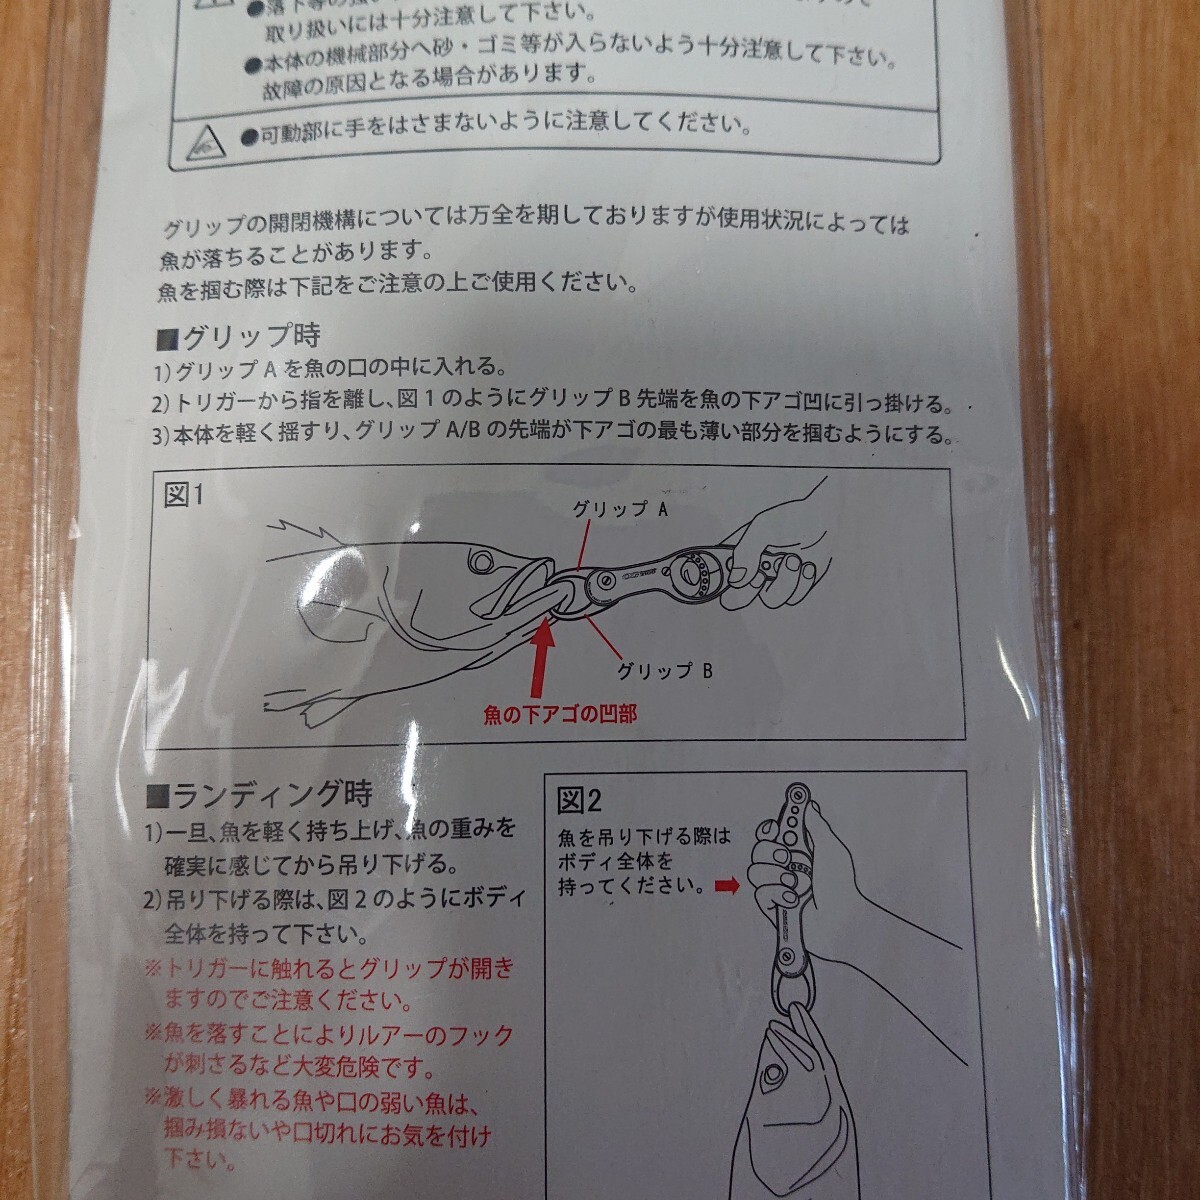 ●落下等の強い
取り扱いには十分注意して下さい。
●本体の機械部分へ砂・ゴミ等が入らないよう十分注意して下さい。
故障の原因となる場合があります。
●可動部に手をはさまないように注意してください。
グリップの開閉機構については万全を期しておりますが使用状況によっては
魚が落ちることがあります。
魚を掴む際は下記をご注意の上ご使用ください。
■グリップ時
1)グリップ A を魚の口の中に入れる。
2)トリガーから指を離し、図 1 のようにグリップ B 先端を魚の下アゴ凹に引っ掛ける。
3)本体を軽く揺すり、グリップ A/B の先端が下アゴの最も薄い部分を掴むようにする。
図1
グリップ A
グリップ B
魚の下アゴの凹部
■ランディング時
1)一旦、魚を軽く持ち上げ、魚の重みを
確実に感じてから吊り下げる。
2)吊り下げる際は、図 2 のようにボディ
全体を持って下さい。
※トリガーに触れるとグリップが開き
ますのでご注意ください。
※魚を落すことによりルアーのフック
が刺さるなど大変危険です。
※激しく暴れる魚や口の弱い魚は、
掴み損ないや口切れにお気を付け
下さい。
図2
魚を吊り下げる際は
ボディ全体を
持ってください。